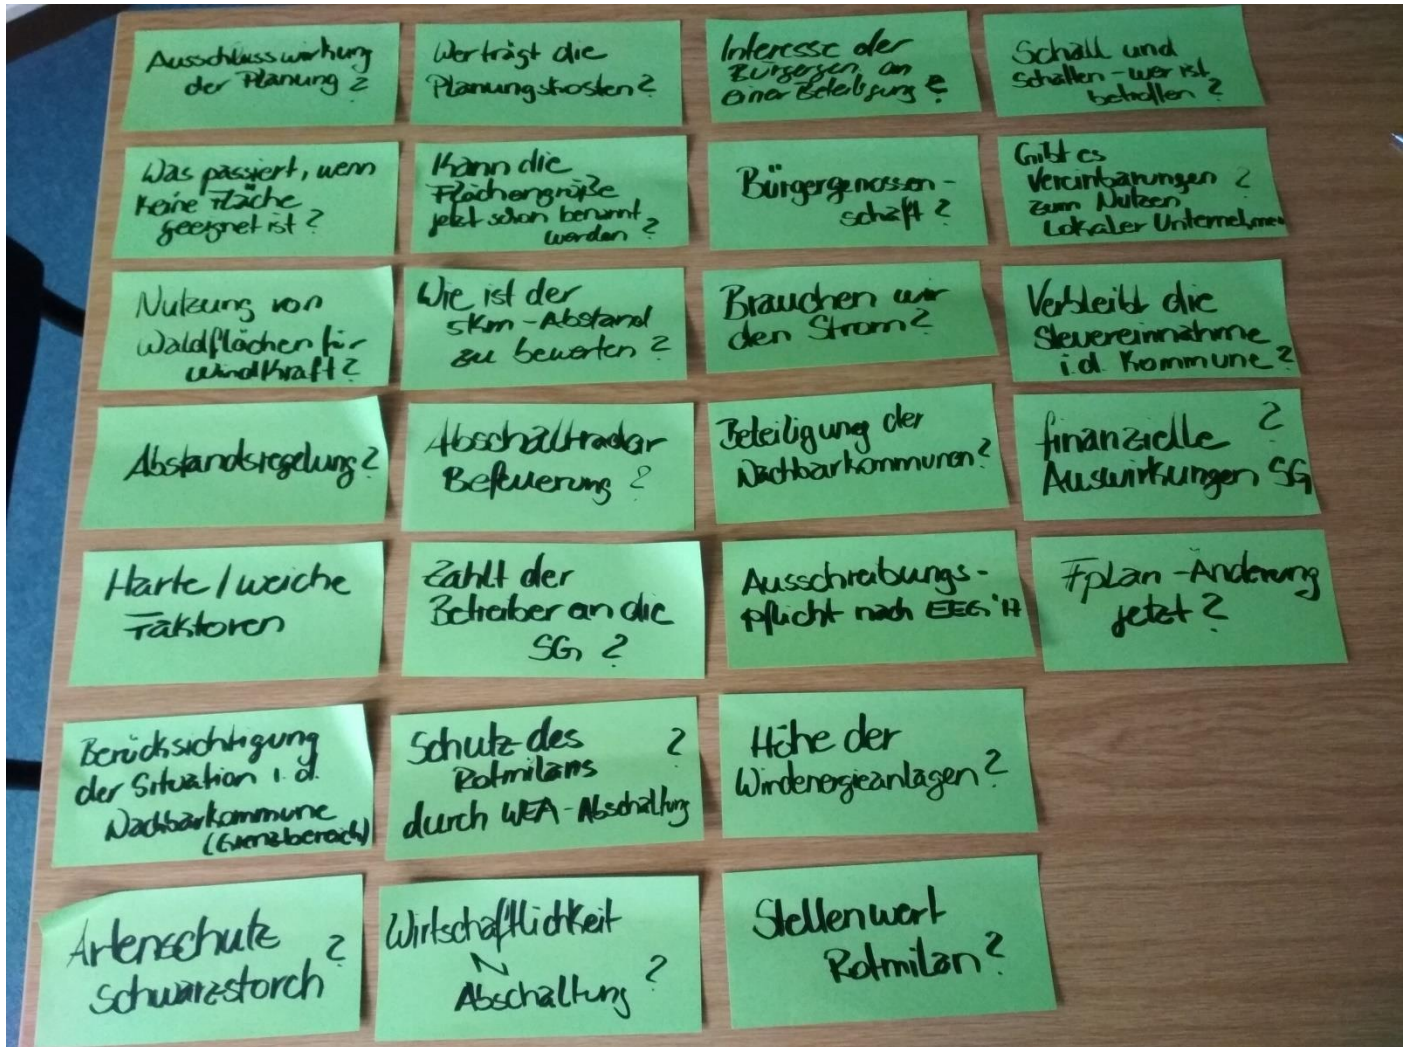 Ausschlusswirkung
der Planung ?
Wer trägt die
Planungskosten ?
Interesse der
Bürger an
einer Beteiligung ?
Schall und
Schatten – wer ist
betroffen ?
Was passiert, wenn
keine Fläche
geeignet ist ?
Kann die
Flächengröße
jetzt schon benannt
werden ?
Bürgergenossen-
schaft ?
Gibt es
Vereinbarungen ?
zum Nutzen
Lokaler Unternehmen
Nutzung von
Waldflächen für
Windkraft ?
Wie ist der
5km-Abstand
zu bewerten ?
Brauchen wir
den Strom ?
Verbleibt die
Steuereinnahme
i.d. Kommune ?
Abstandsregelung ?
Abschaltradar
Befeuerung ?
Beteiligung der
Nachbarkommunen ?
finanzielle ?
Auswirkungen SG
Harte / weiche
Faktoren
Zahlt der
Betreiber an die
SG ?
Ausschreibungs-
pflicht nach EEG '17
Fplan-Änderung
jetzt ?
Berücksichtigung
der Situation i. d.
Nachbarkommune
(Grenzbereich)
Schutz des ?
Rotmilans
durch WEA-Abschaltung
Höhe der
Windenergieanlagen ?
Artenschutz ?
Schwarzstorch
Wirtschaftlichkeit
Abschaltung ?
Stellenwert
Rotmilan ?